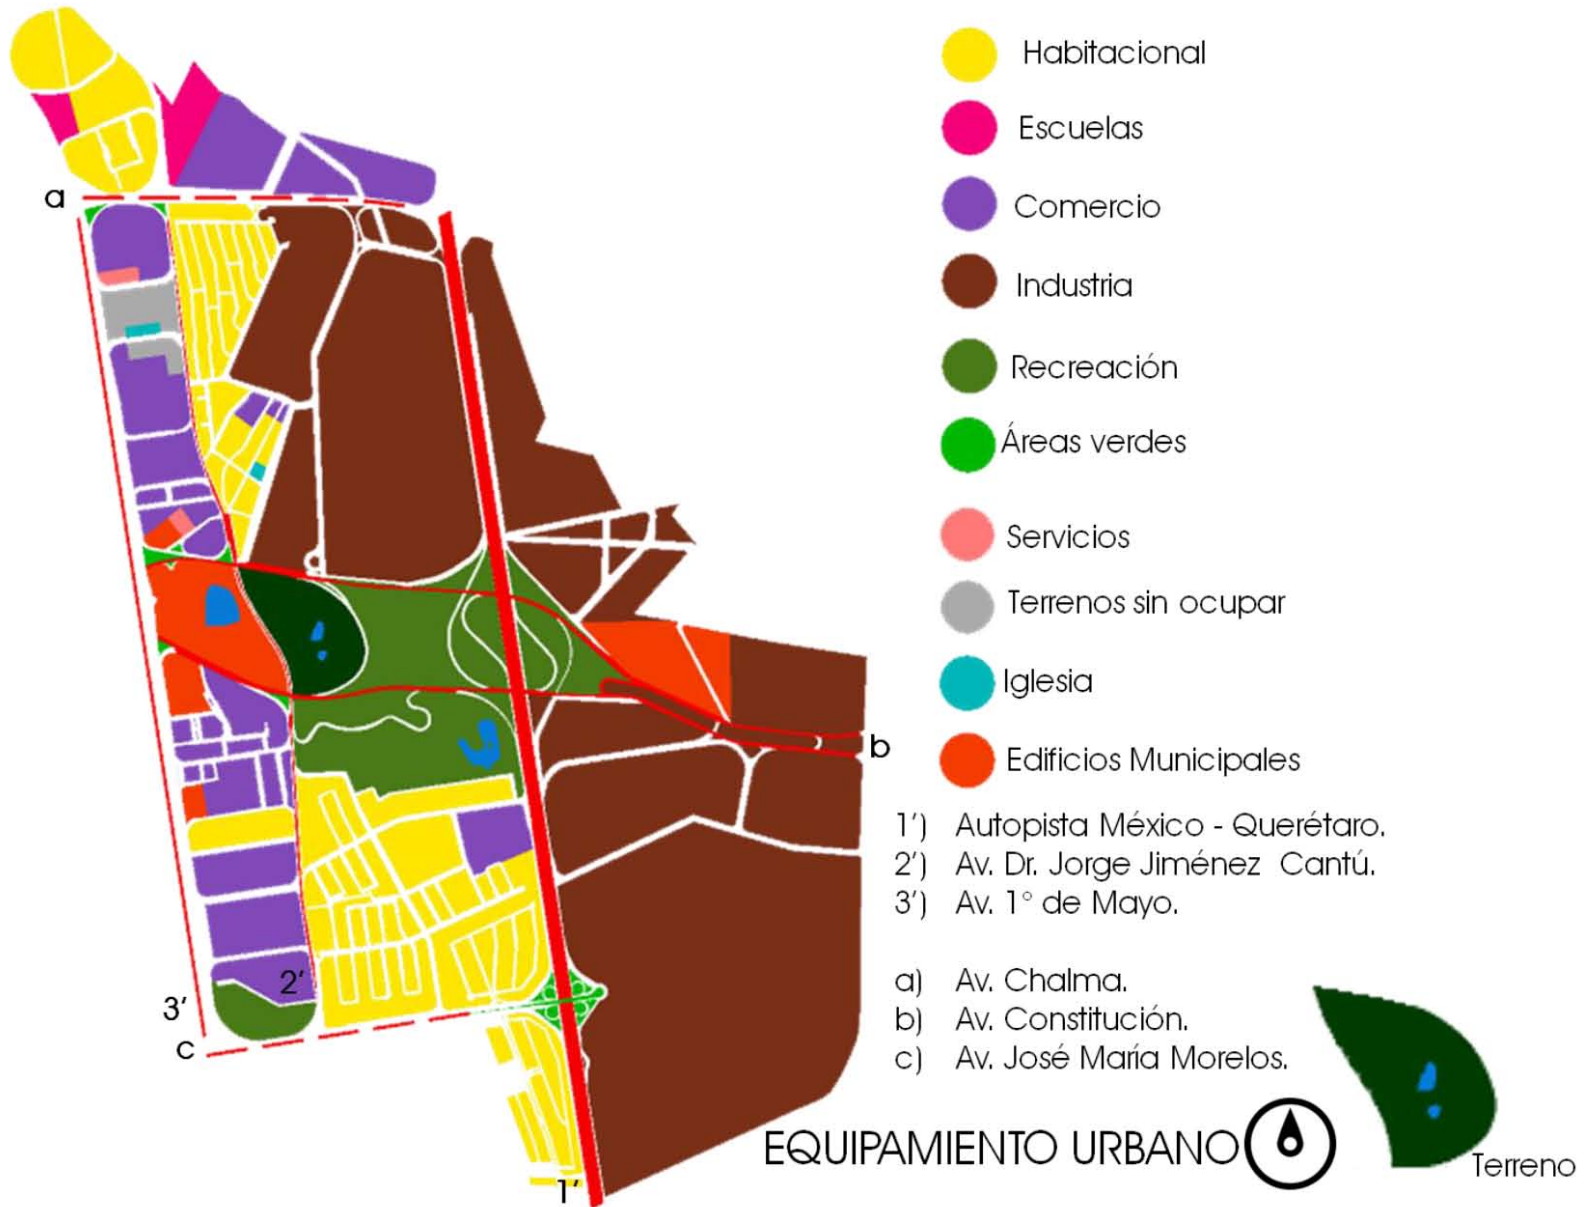 Habitacional
Escuelas
Comercio
Industria
Recreación
Áreas verdes
Servicios
Terrenos sin ocupar
Iglesia
Edificios Municipales
a
b
1') Autopista México - Querétaro.
2') Av. Dr. Jorge Jiménez Cantú.
3') Av. 1° de Mayo.
a) Av. Chalma.
b) Av. Constitución.
c) Av. José María Morelos.
2'
3'
c
1'
EQUIPAMIENTO URBANO
Terreno